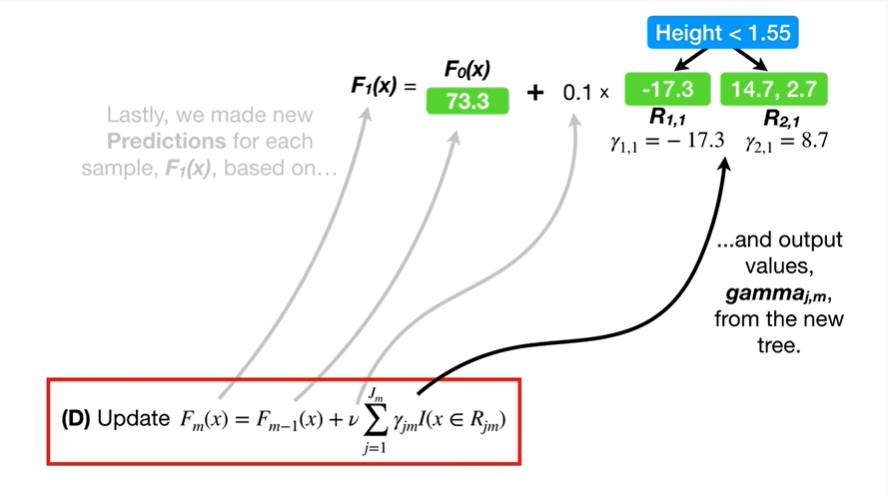 Height < 1.55
F₀(x)
F₁(x) = 73.3 + 0.1 x -17.3 14.7, 2.7
R₁,₁ R₂,₁
γ₁,₁ = − 17.3 γ₂,₁ = 8.7
Lastly, we made new
Predictions for each
sample, F₁(x), based on…
...and output
values,
gammaj,m,
from the new
tree.
(D) Update Fₘ(x) = Fₘ₋₁(x) + ν ∑_{j=1}^{Jₘ} γⱼₘI(x ∈ Rⱼₘ)